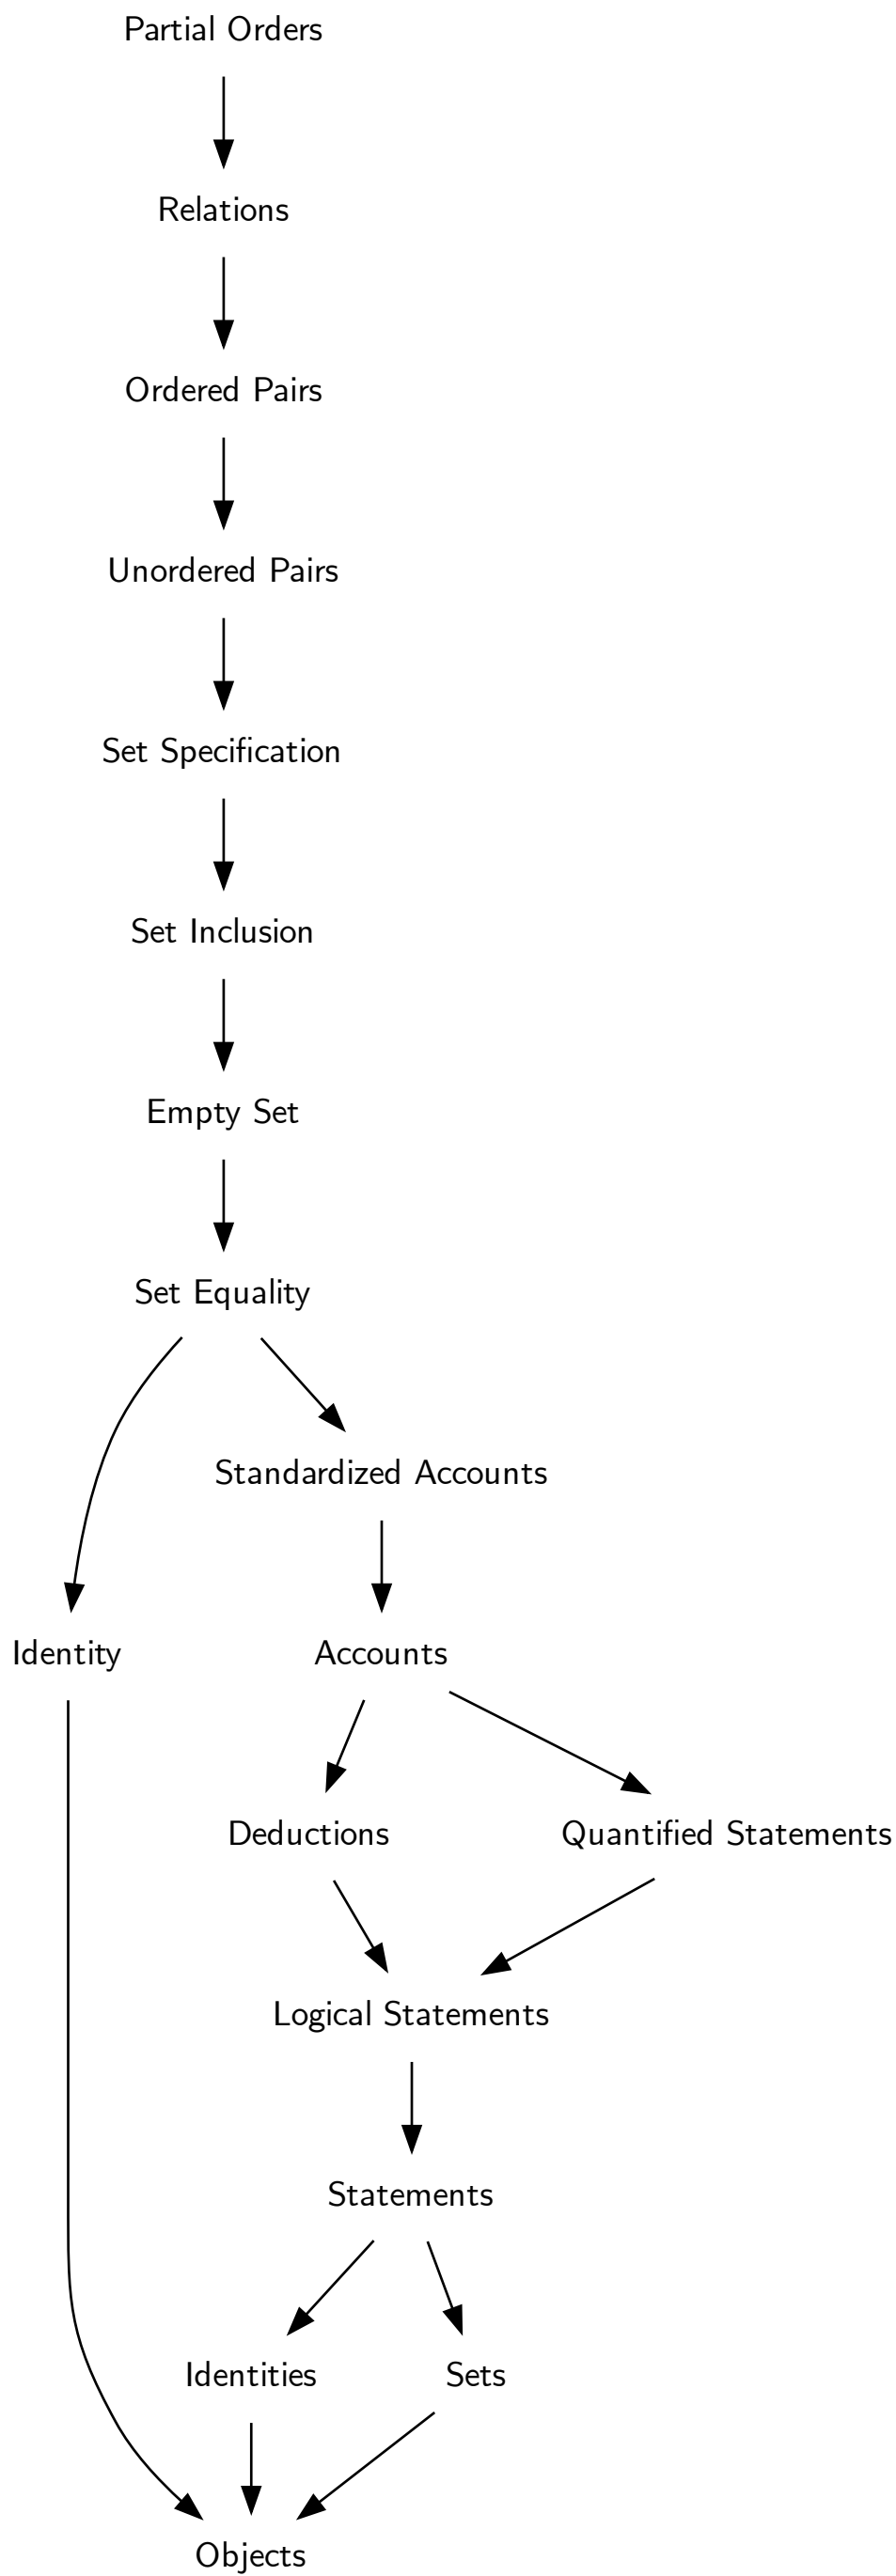 Partial Orders
Relations
Ordered Pairs
Unordered Pairs
Set Specification
Set Inclusion
Empty Set
Set Equality
Standardized Accounts
Identity
Accounts
Deductions
Quantified Statements
Logical Statements
Statements
Identities
Sets
Objects